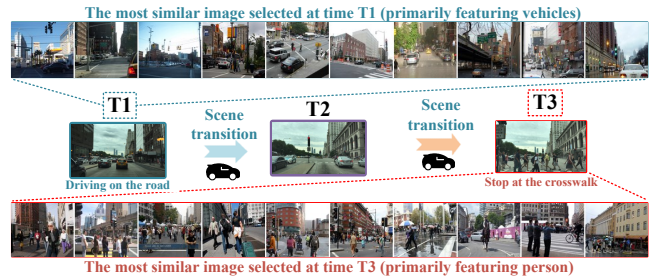 The most similar image selected at time T1 (primarily featuring vehicles)
T1
Scene
transition
T2
Scene
transition
T3
Driving on the road
Stop at the crosswalk
The most similar image selected at time T3 (primarily featuring person)